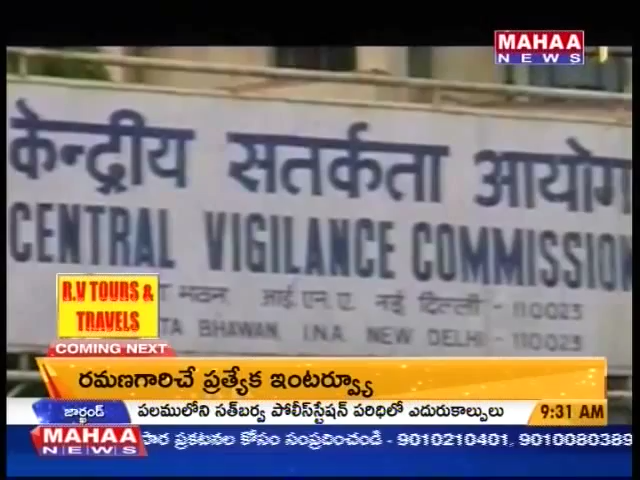 MAHAA
NEWS
केन्द्रीय सतर्कता आयोग
CENTRAL VIGILANCE COMMISSION
भवन, आई.एन.ए. नई दिल्ली - 110023
TA BHAWAN, I.N.A. NEW DELHI - 110023
R.V TOURS &
TRAVELS
COMING NEXT
రమణగారిచే ప్రత్యేక ఇంటర్వ్యూ
జార్ఖండ్ పలములోని సత్‌బర్వ పోలీస్‌స్టేషన్ పరిధిలో ఎదురుకాల్పులు 9:31 AM
MAHAA
NEWS
ప్రకటనల కోసం సంప్రదించండి - 9010210401, 9010080389